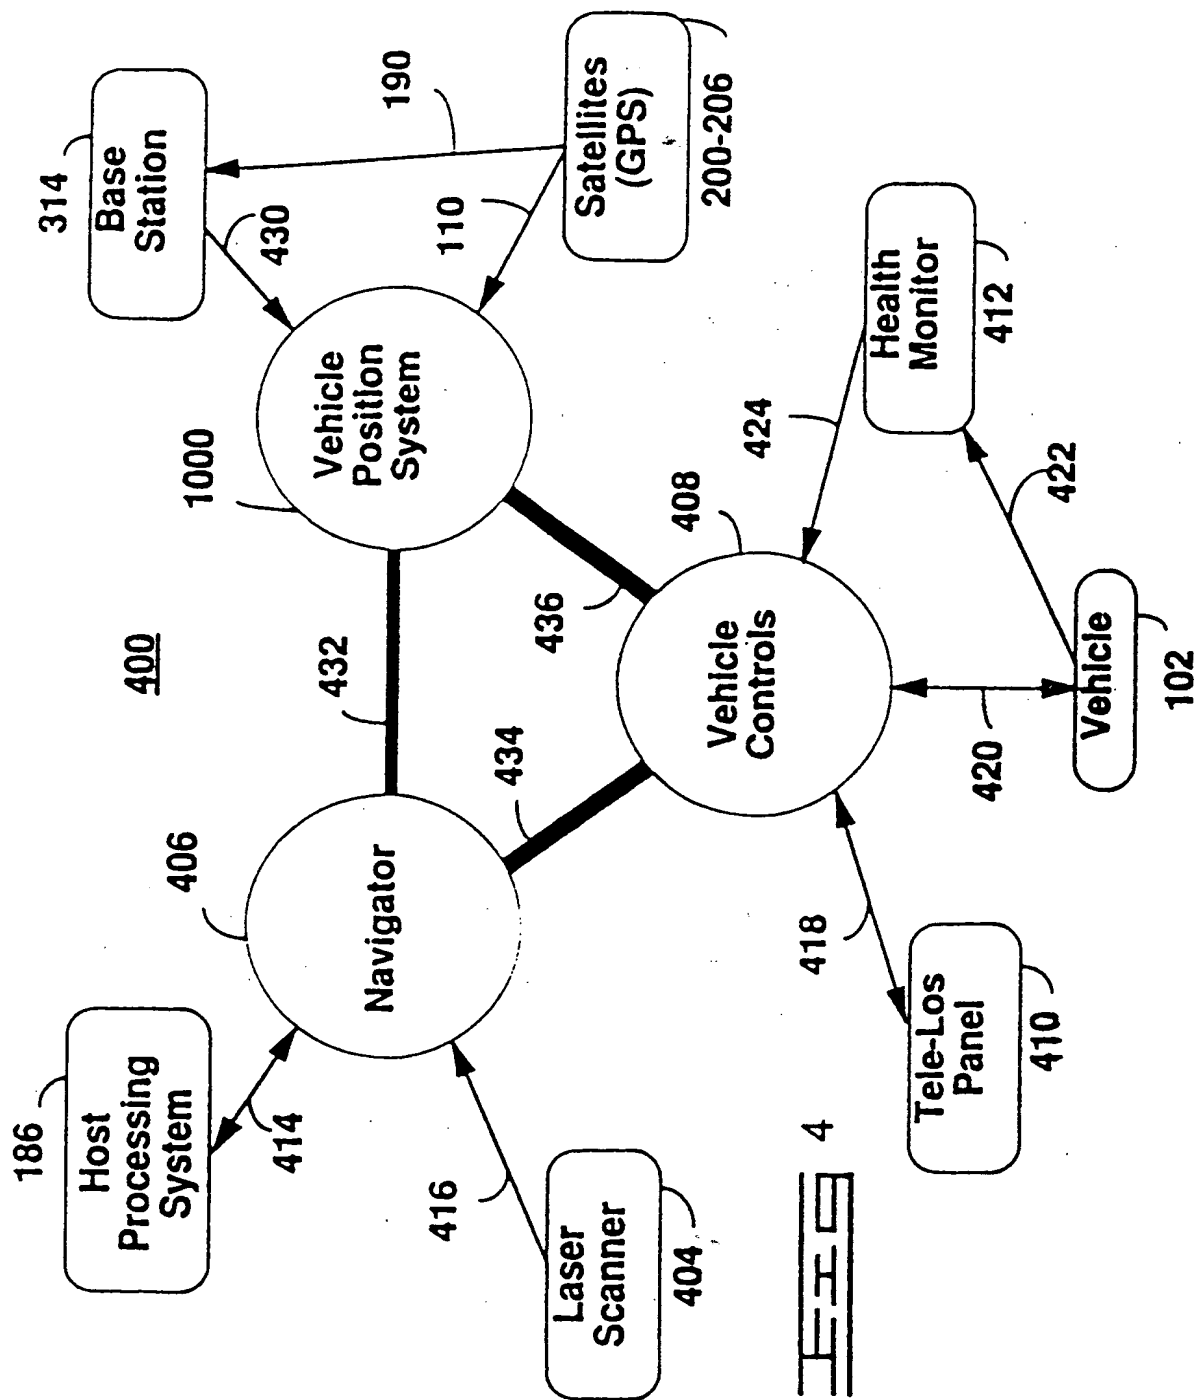 400
186
Host
Processing
System
414
406
Navigator
416
Laser
Scanner
404
432
434
1000
Vehicle
Position
System
436
314
Base
Station
430
190
110
Satellites
(GPS)
200-206
408
Vehicle
Controls
418
Tele-Los
Panel
410
420
Vehicle
102
422
424
Health
Monitor
412
FIG. 4